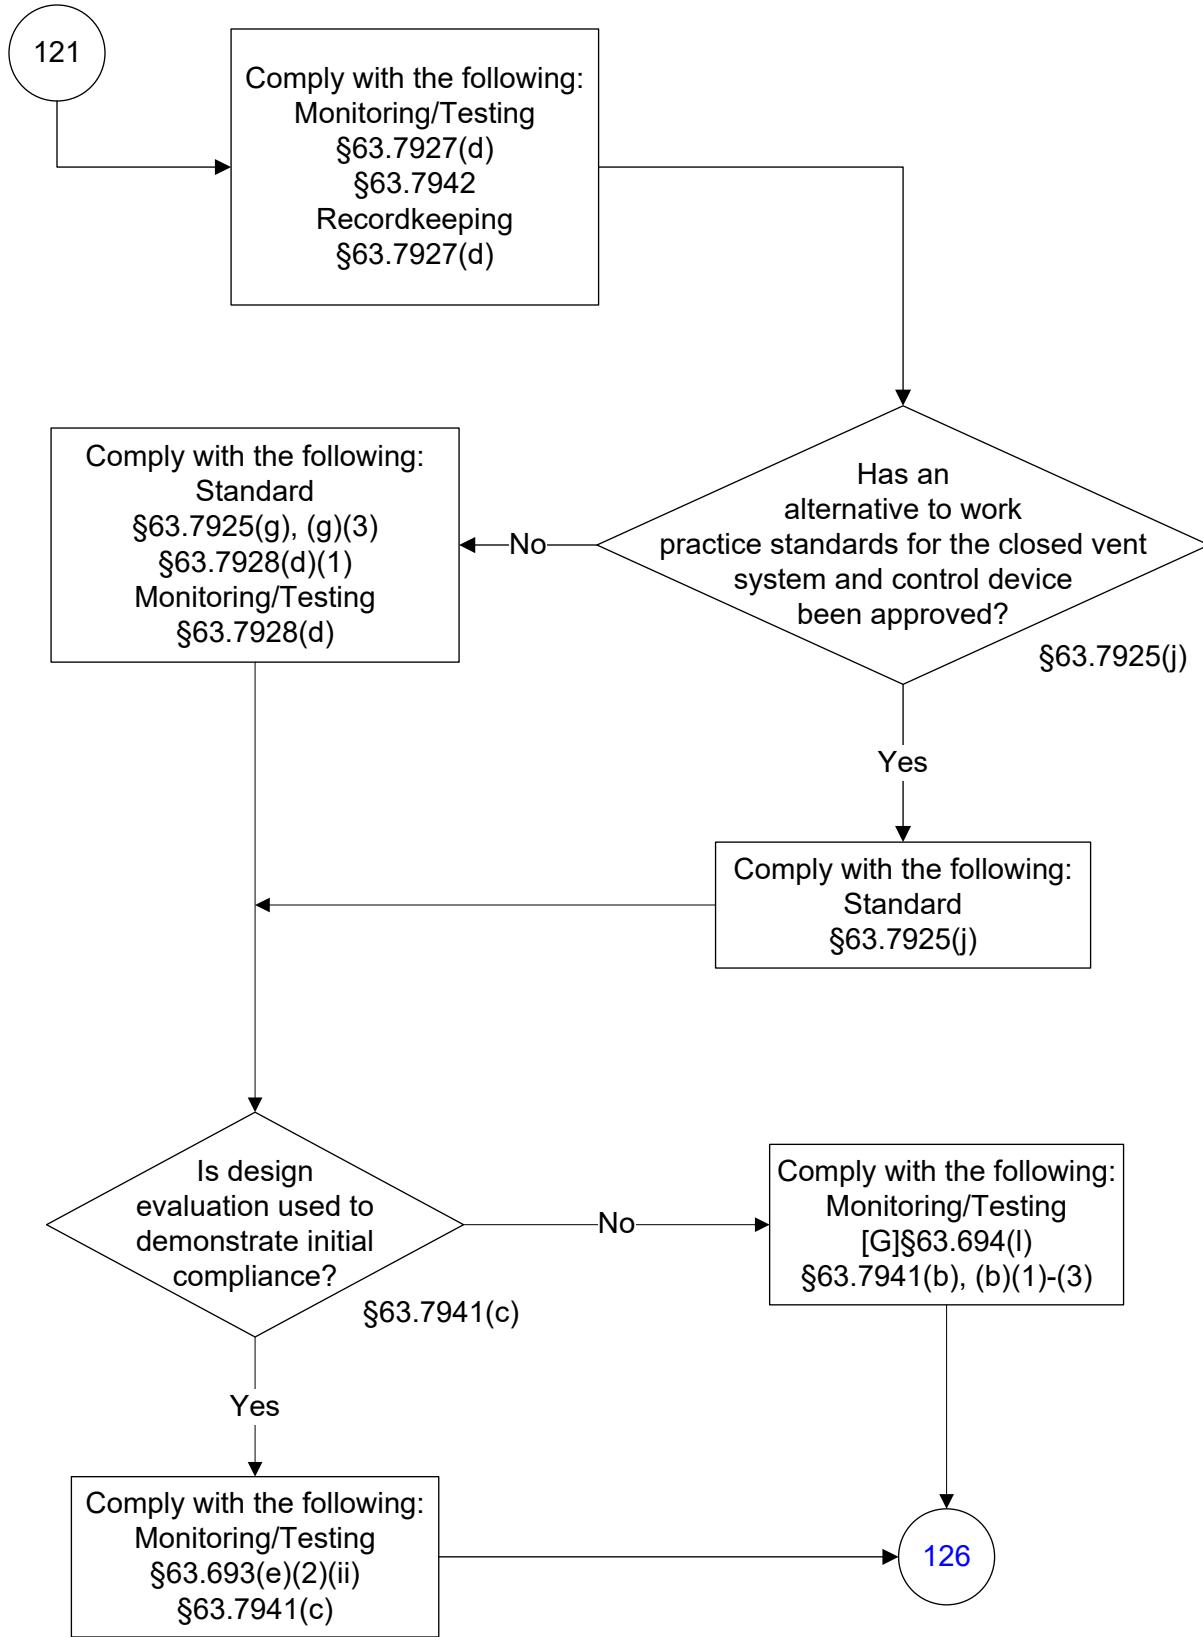 121
Comply with the following:
Monitoring/Testing
§63.7927(d)
§63.7942
Recordkeeping
§63.7927(d)
Has an
alternative to work
practice standards for the closed vent
system and control device
been approved?
§63.7925(j)
No
Comply with the following:
Standard
§63.7925(g), (g)(3)
§63.7928(d)(1)
Monitoring/Testing
§63.7928(d)
Yes
Comply with the following:
Standard
§63.7925(j)
Is design
evaluation used to
demonstrate initial
compliance?
§63.7941(c)
No
Comply with the following:
Monitoring/Testing
[G]§63.694(l)
§63.7941(b), (b)(1)-(3)
Yes
Comply with the following:
Monitoring/Testing
§63.693(e)(2)(ii)
§63.7941(c)
126